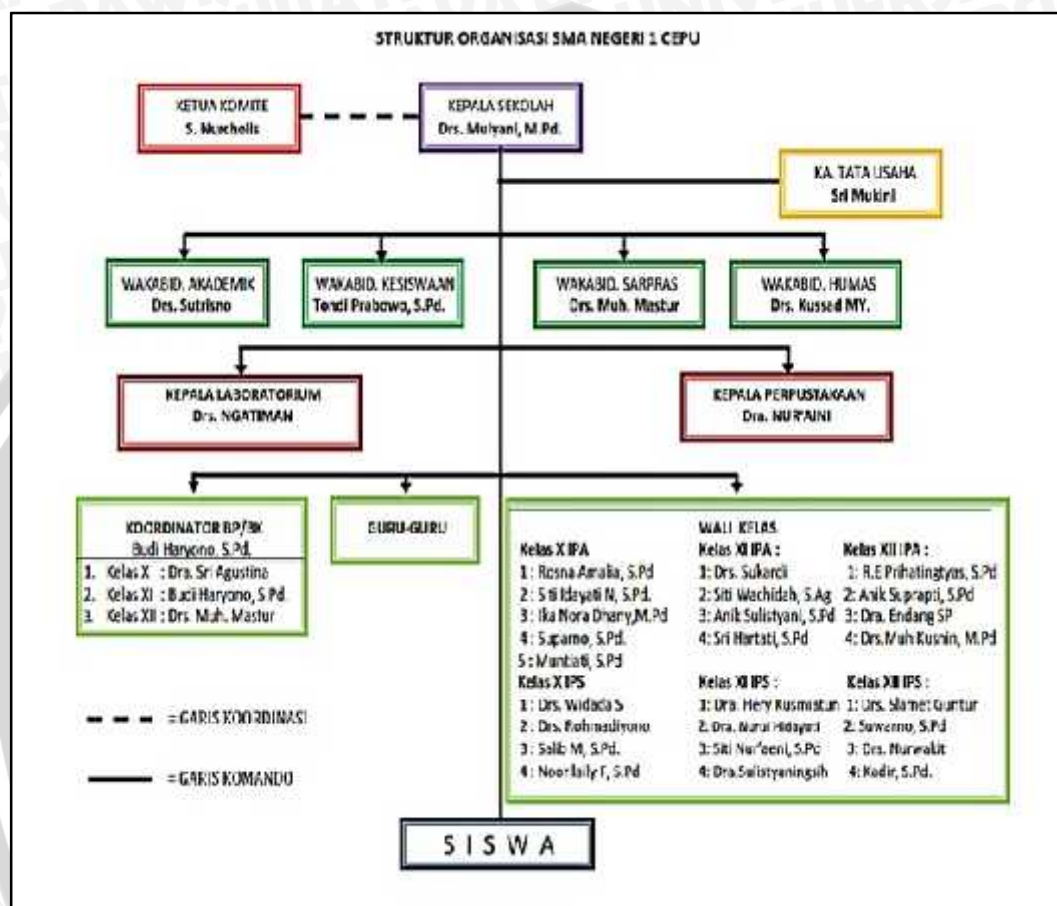 STRUKTUR ORGANISASI SMA NEGERI 1 CEPU
KETUA KOMITE
S. Nurcholis
KEPALA SEKOLAH
Drs. Mulyani, M.Pd.
KA. TATA USAHA
Sri Mukini
WAKABID. AKADEMIK
Drs. Sutrisno
WAKABID. KESISWAAN
Tondi Prabowo, S.Pd.
WAKABID. SARPRAS
Drs. Muh. Mastur
WAKABID. HUMAS
Drs. Kussad MY.
KEPALA LABORATORIUM
Drs. NGATIMAN
KEPALA PERPUSTAKAAN
Dra. NUR'AINI
KOORDINATOR BP/BK
Budi Haryono, S.Pd.
1. Kelas X : Dra. Sri Agustina
2. Kelas XI : Budi Haryono, S.Pd.
3. Kelas XII : Drs. Muh. Mastur
GURU-GURU
WALI KELAS
Kelas X IPA
1 : Rosna Amalia, S.Pd
2 : Siti Idayati N, S.Pd.
3 : Ika Nora Dhany, M.Pd
4 : Suparno, S.Pd.
5 : Muntiati, S.Pd
Kelas XI IPA :
1: Drs. Sukardi
2: Siti Wachidah, S.Ag
3: Anik Sulistyani, S.Pd
4: Sri Hartati, S.Pd
Kelas XII IPA :
1: R.E Prihatingtyas, S.Pd
2: Anik Suprapti, S.Pd
3: Dra. Endang SP
4: Drs.Muh Kusnin, M.Pd
Kelas X IPS
1 : Drs. Widada S
2 : Drs. Rohmadiyono
3 : Salib M, S.Pd.
4 : Noor laily F, S.Pd
Kelas XI IPS :
1: Dra. Hery Kusmiatun
2: Dra. Nurul Hidayati
3: Siti Nur'aeni, S.Pd
4: Dra.Sulistyaningsih
Kelas XII IPS :
1: Drs. Slamet Guntur
2: Suwarno, S.Pd
3: Drs. Nurwakit
4: Kadir, S.Pd.
= GARIS KOORDINASI
= GARIS KOMANDO
S I S W A